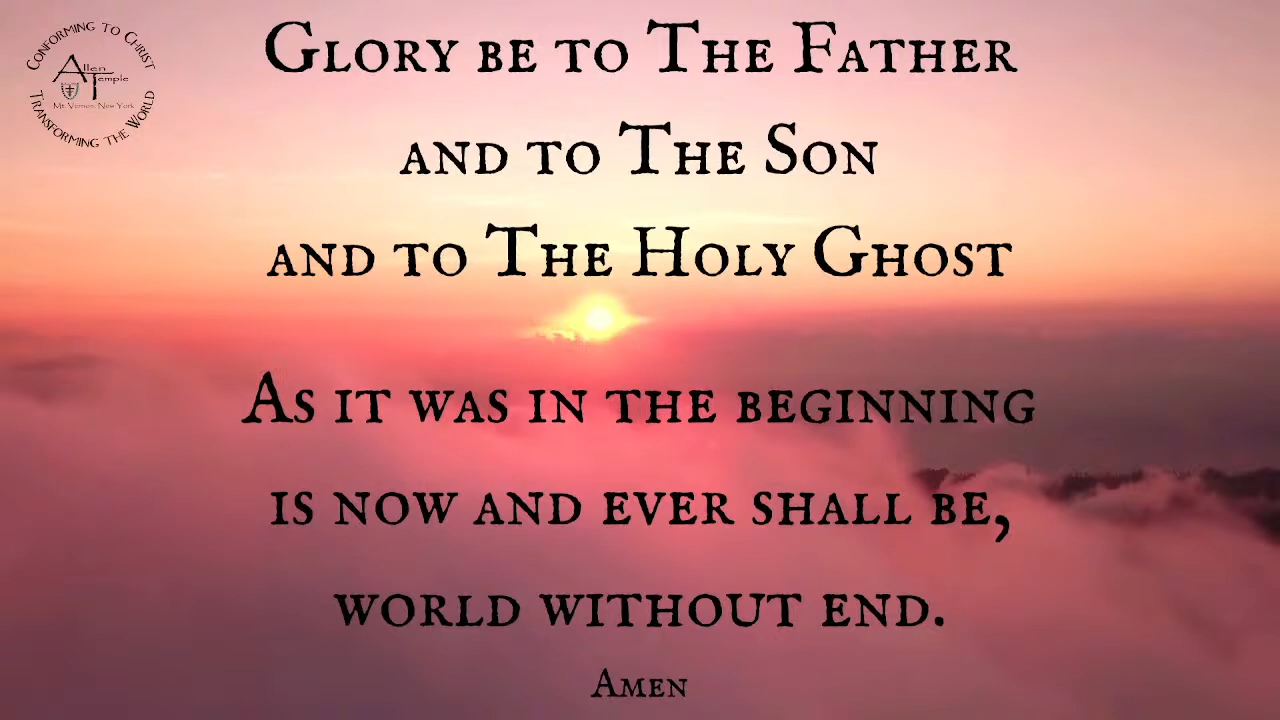 Conforming to Christ
Allen
Temple
Mt. Vernon, New York
Transforming the World
Glory be to The Father
and to The Son
and to The Holy Ghost
As it was in the beginning
is now and ever shall be,
world without end.
Amen